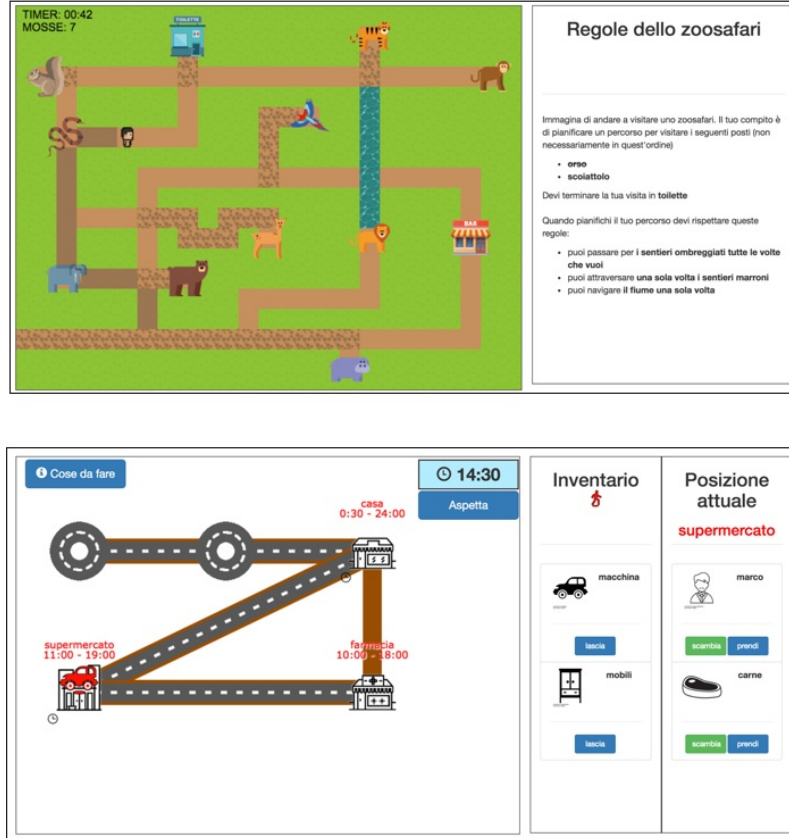 TIMER: 00:42
MOSSE: 7
TOILETTE
BAR
Regole dello zoosafari
Immagina di andare a visitare uno zoosafari. Il tuo compito è
di pianificare un percorso per visitare i seguenti posti (non
necessariamente in quest'ordine)
• orso
• scoiattolo
Devi terminare la tua visita in toilette
Quando pianifichi il tuo percorso devi rispettare queste
regole:
• puoi passare per i sentieri ombreggiati tutte le volte
che vuoi
• puoi attraversare una sola volta i sentieri marroni
• puoi navigare il fiume una sola volta
Cose da fare
14:30
Aspetta
casa
0:30 - 24:00
supermercato
11:00 - 19:00
farmacia
10:00 - 18:00
Inventario
macchina
lascia
mobili
lascia
Posizione
attuale
supermercato
marco
scambia prendi
carne
scambia prendi